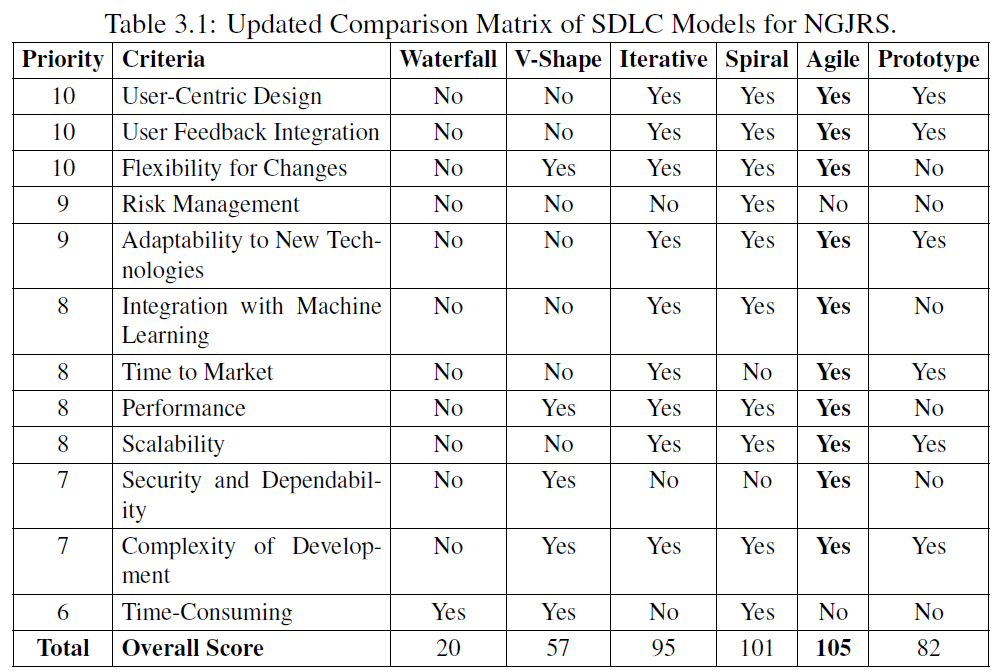 Table 3.1: Updated Comparison Matrix of SDLC Models for NGJRS.
Priority Criteria Waterfall V-Shape Iterative Spiral Agile Prototype
10 User-Centric Design No No Yes Yes Yes Yes
10 User Feedback Integration No No Yes Yes Yes Yes
10 Flexibility for Changes No Yes Yes Yes Yes No
9 Risk Management No No No Yes No No
9 Adaptability to New Tech- No No Yes Yes Yes Yes
nologies
8 Integration with Machine No No Yes Yes Yes No
Learning
8 Time to Market No No Yes No Yes Yes
8 Performance No Yes Yes Yes Yes No
8 Scalability No No Yes Yes Yes Yes
7 Security and Dependabil- No Yes No No Yes No
ity
7 Complexity of Develop- No Yes Yes Yes Yes Yes
ment
6 Time-Consuming Yes Yes No Yes No No
Total Overall Score 20 57 95 101 105 82